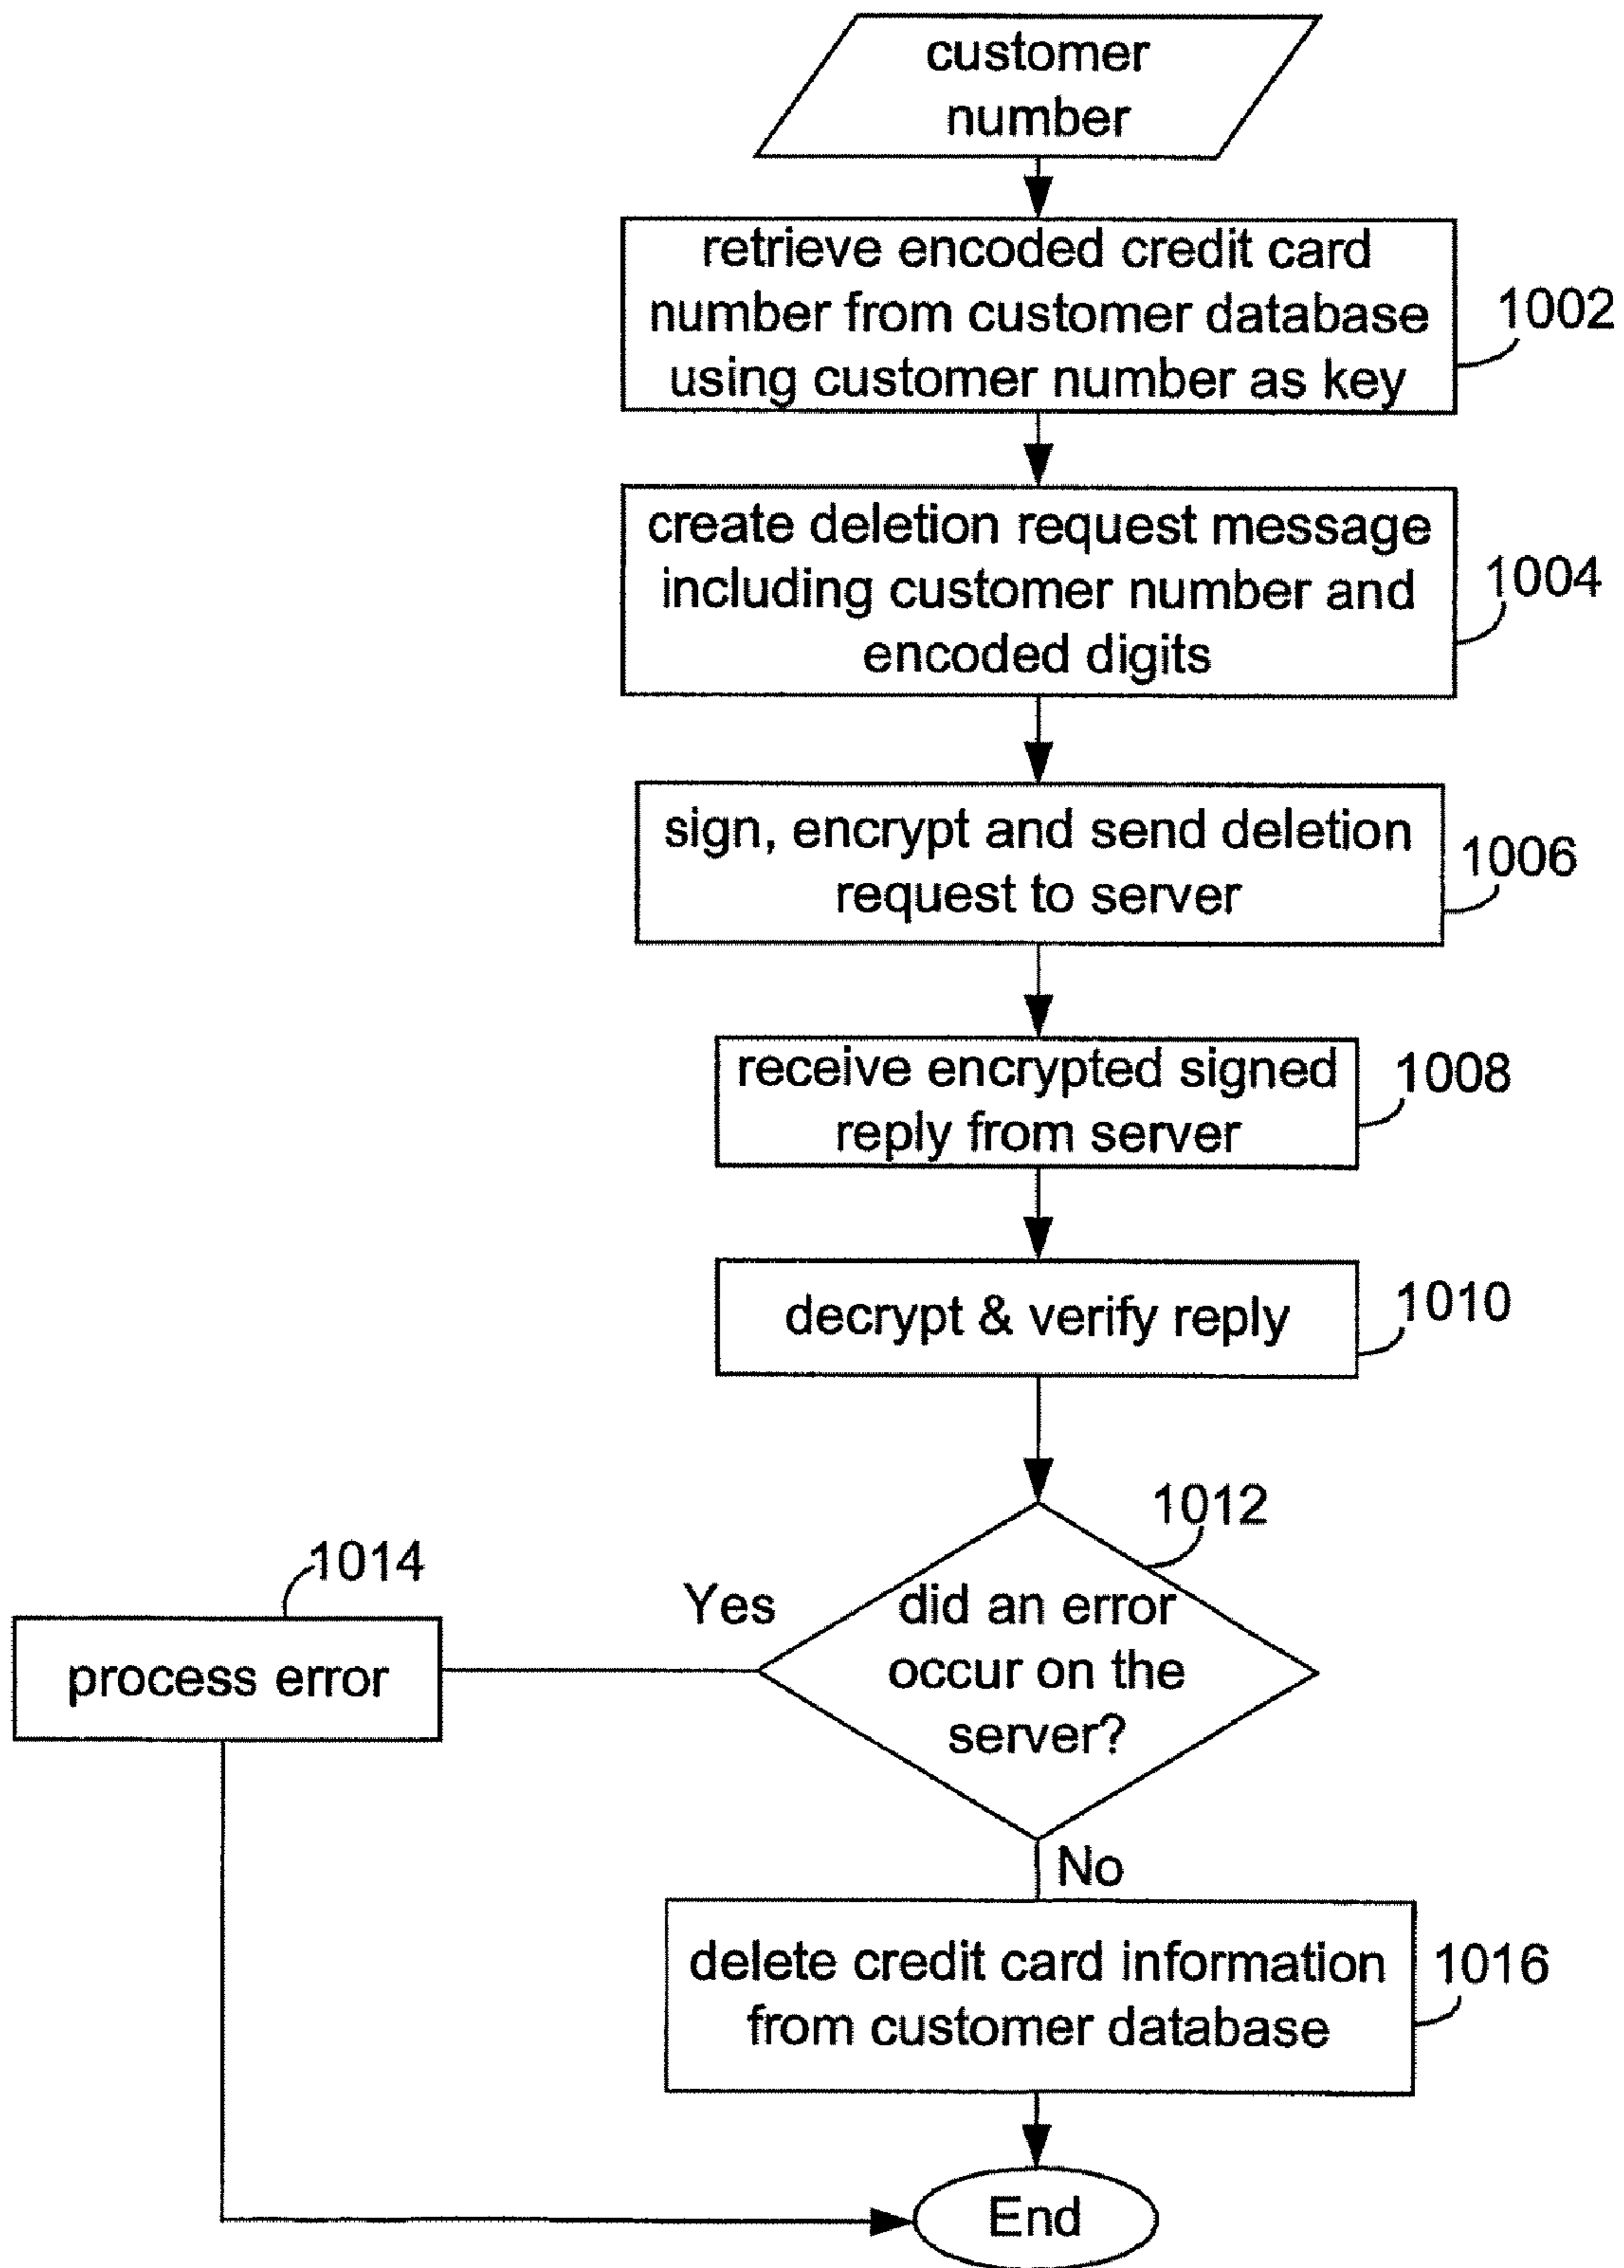 customer
number
retrieve encoded credit card
number from customer database
using customer number as key
1002
create deletion request message
including customer number and
encoded digits
1004
sign, encrypt and send deletion
request to server
1006
receive encrypted signed
reply from server
1008
decrypt & verify reply
1010
1012
did an error
occur on the
server?
Yes
1014
process error
No
delete credit card information
from customer database
1016
End